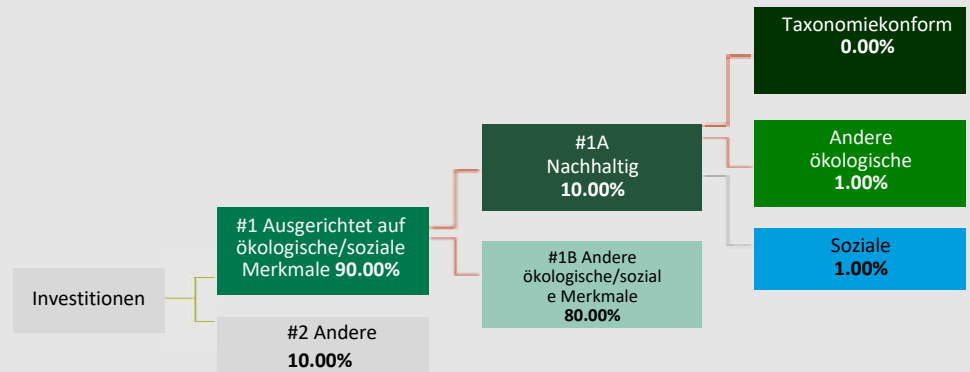 Investitionen
#1 Ausgerichtet auf
ökologische/soziale
Merkmale 90.00%
#2 Andere
10.00%
#1A
Nachhaltig
10.00%
#1B Andere
ökologische/sozial
e Merkmale
80.00%
Taxonomiekonform
0.00%
Andere
ökologische
1.00%
Soziale
1.00%